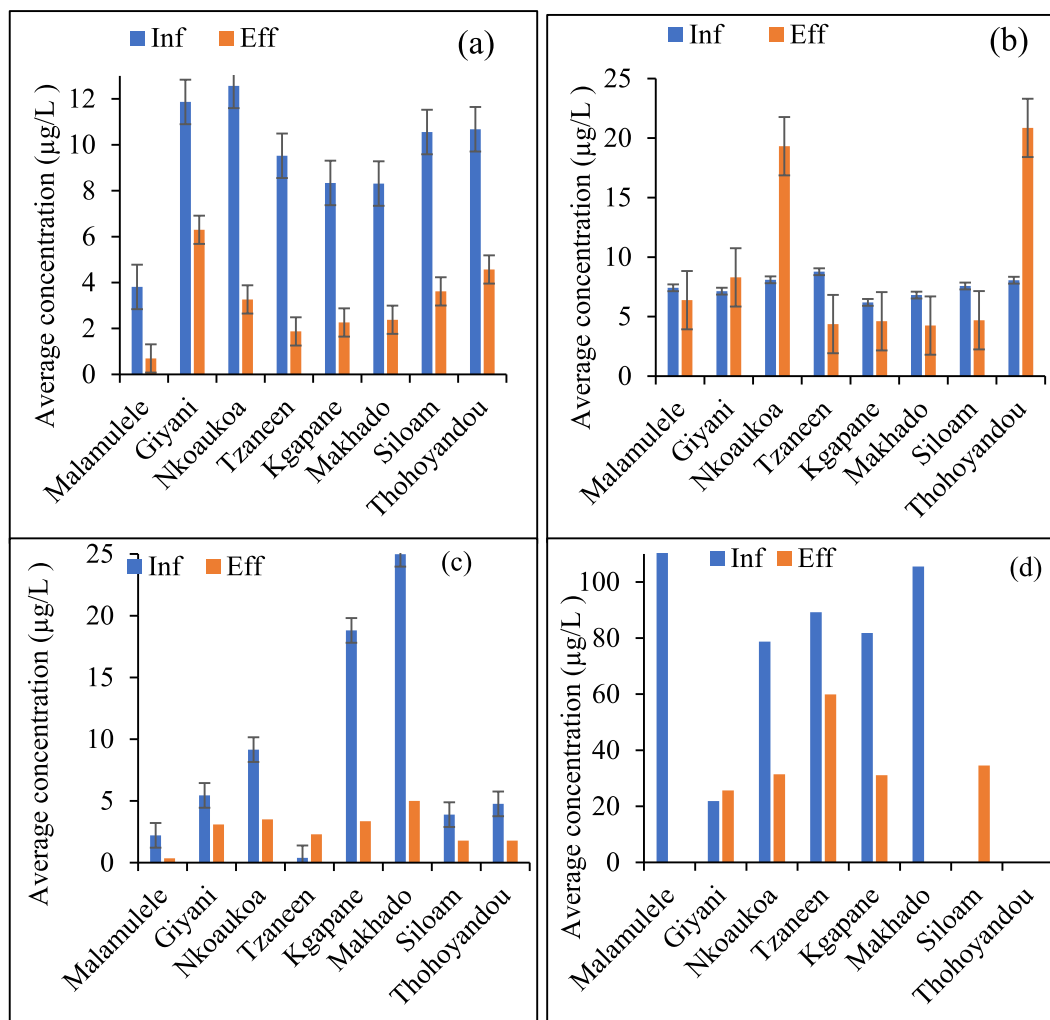 Inf Eff (a)
Average concentration (µg/L )
12
10
8
6
4
2
0
Malamulele
Giyani
Nkoaukoa
Tzaneen
Kgapane
Makhado
Siloam
Thohoyandou
Inf Eff (b)
Average concentration (µg/L )
25
20
15
10
5
0
Malamulele
Giyani
Nkoaukoa
Tzaneen
Kgapane
Makhado
Siloam
Thohoyandou
Inf Eff (c)
Average concentration (µg/L )
25
20
15
10
5
0
Malamulele
Giyani
Nkoaukoa
Tzaneen
Kgapane
Makhado
Siloam
Thohoyandou
Inf Eff (d)
Average concentration (µg/L )
100
80
60
40
20
0
Malamulele
Giyani
Nkoaukoa
Tzaneen
Kgapane
Makhado
Siloam
Thohoyandou